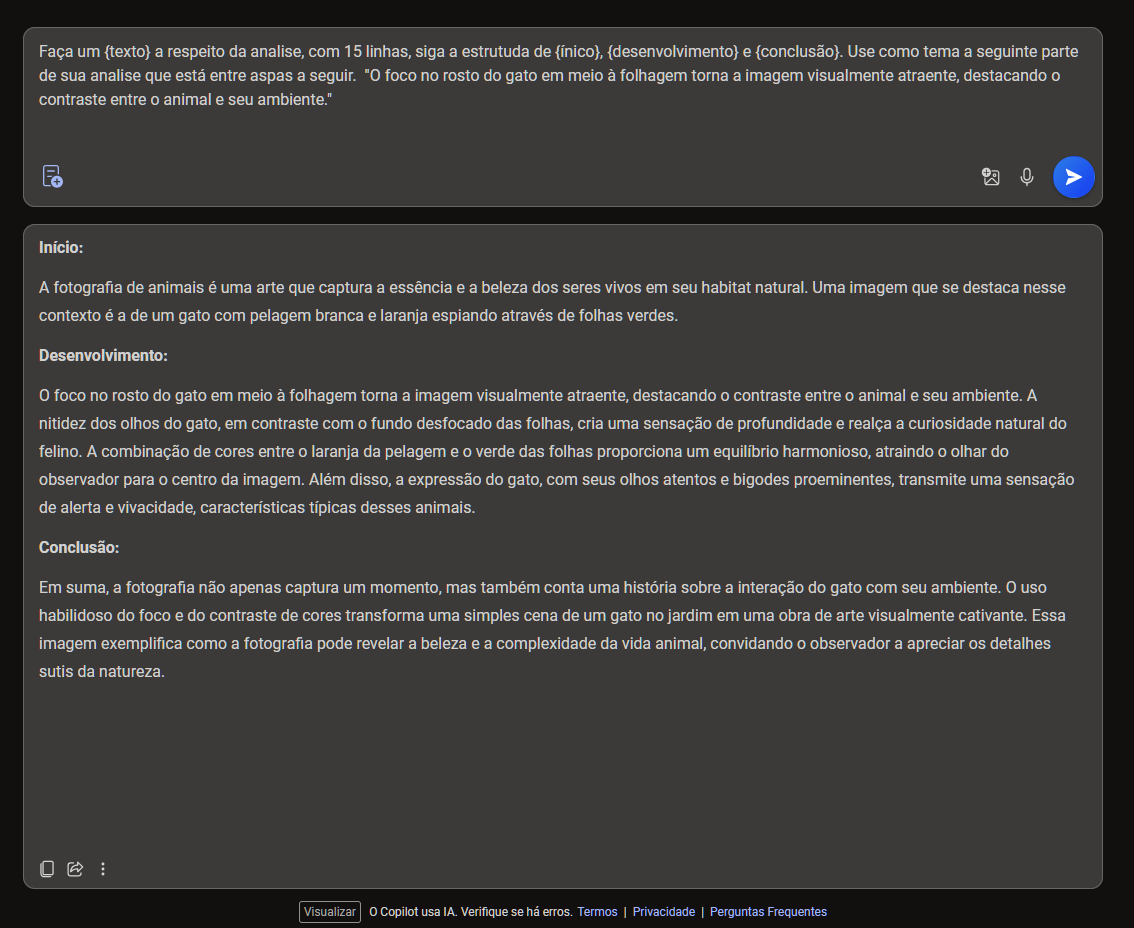 Faça um {texto} a respeito da analise, com 15 linhas, siga a estrutuda de {ínico}, {desenvolvimento} e {conclusão}. Use como tema a seguinte parte
de sua analise que está entre aspas a seguir.  "O foco no rosto do gato em meio à folhagem torna a imagem visualmente atraente, destacando o
contraste entre o animal e seu ambiente."
Início:
A fotografia de animais é uma arte que captura a essência e a beleza dos seres vivos em seu habitat natural. Uma imagem que se destaca nesse
contexto é a de um gato com pelagem branca e laranja espiando através de folhas verdes.
Desenvolvimento:
O foco no rosto do gato em meio à folhagem torna a imagem visualmente atraente, destacando o contraste entre o animal e seu ambiente. A
nitidez dos olhos do gato, em contraste com o fundo desfocado das folhas, cria uma sensação de profundidade e realça a curiosidade natural do
felino. A combinação de cores entre o laranja da pelagem e o verde das folhas proporciona um equilíbrio harmonioso, atraindo o olhar do
observador para o centro da imagem. Além disso, a expressão do gato, com seus olhos atentos e bigodes proeminentes, transmite uma sensação
de alerta e vivacidade, características típicas desses animais.
Conclusão:
Em suma, a fotografia não apenas captura um momento, mas também conta uma história sobre a interação do gato com seu ambiente. O uso
habilidoso do foco e do contraste de cores transforma uma simples cena de um gato no jardim em uma obra de arte visualmente cativante. Essa
imagem exemplifica como a fotografia pode revelar a beleza e a complexidade da vida animal, convidando o observador a apreciar os detalhes
sutis da natureza.
Visualizar O Copilot usa IA. Verifique se há erros. Termos | Privacidade | Perguntas Frequentes